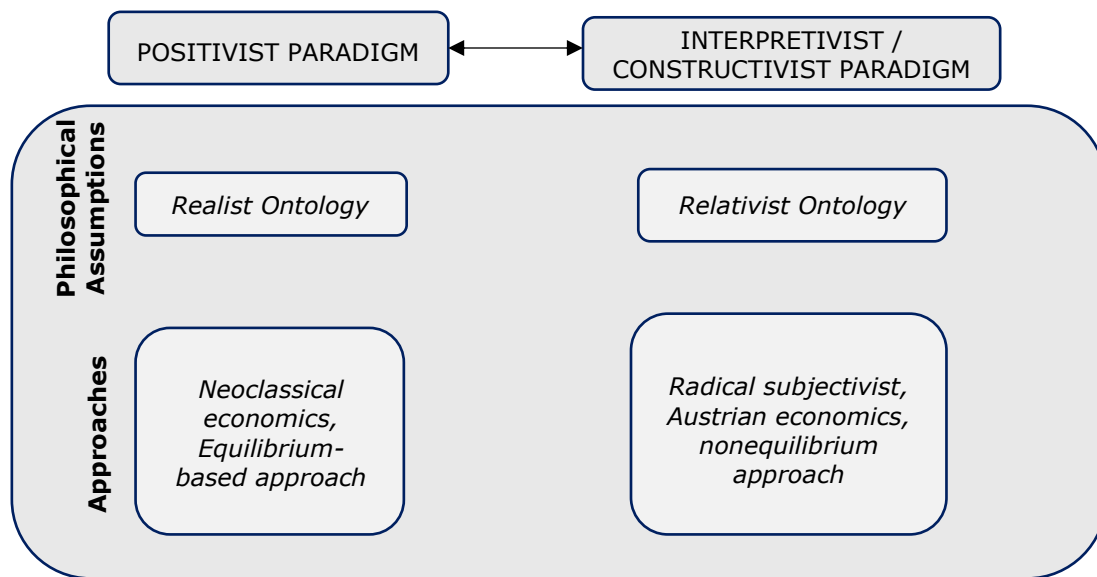 POSITIVIST PARADIGM
INTERPRETIVIST /
CONSTRUCTIVIST PARADIGM
Philosophical
Assumptions
Realist Ontology
Relativist Ontology
Approaches
Neoclassical
economics,
Equilibrium-
based approach
Radical subjectivist,
Austrian economics,
nonequilibrium
approach